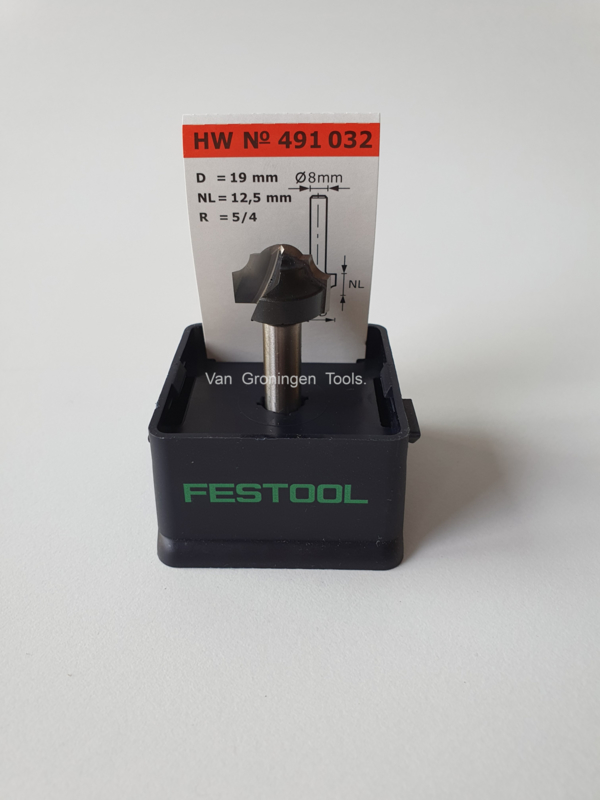 HW Nº 491 032
D = 19 mm Ø8mm
NL = 12,5 mm
R = 5/4
NL
Van Groningen Tools.
FESTOOL